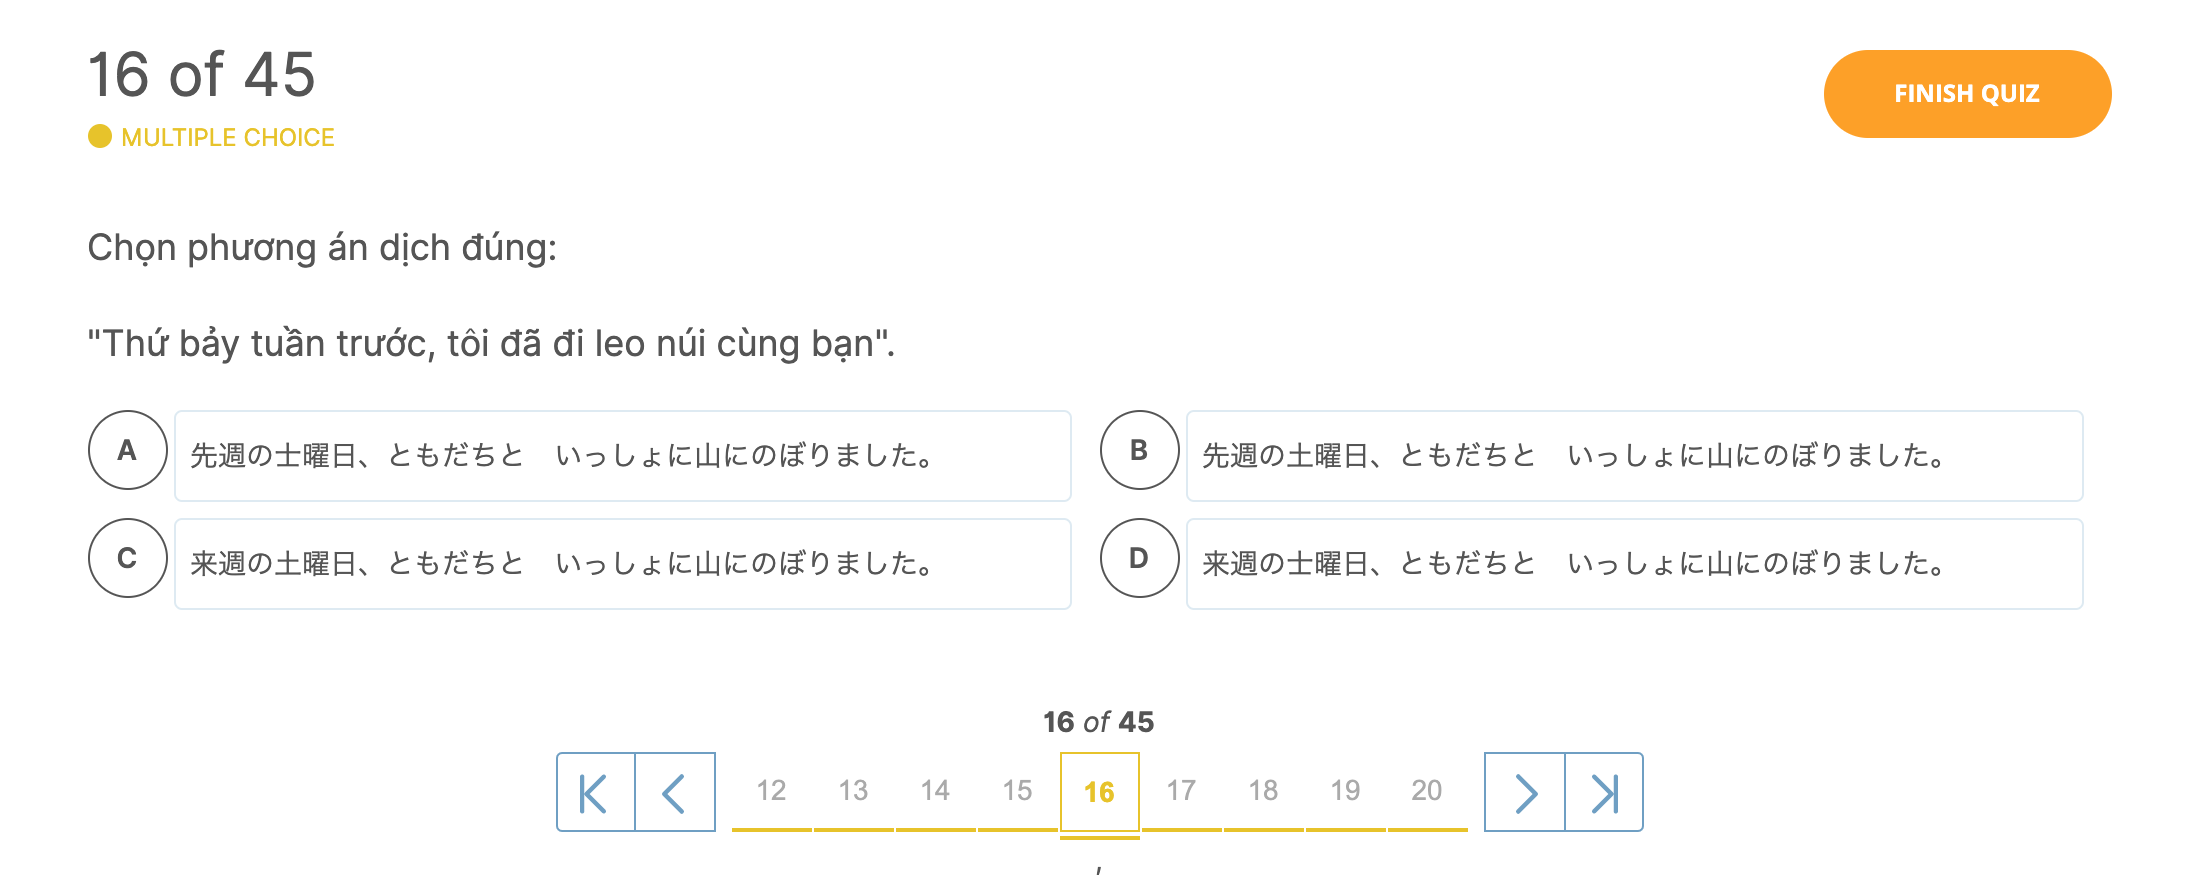 16 of 45
FINISH QUIZ
MULTIPLE CHOICE
Chọn phương án dịch đúng:
"Thứ bảy tuần trước, tôi đã đi leo núi cùng bạn".
A 先週の士曜日、ともだちと　いっしょに山にのぼりました。
B 先週の土曜日、ともだちと　いっしょに山にのぼりました。
C 来週の土曜日、ともだちと　いっしょに山にのぼりました。
D 来週の士曜日、ともだちと　いっしょに山にのぼりました。
16 of 45
12 13 14 15 16 17 18 19 20